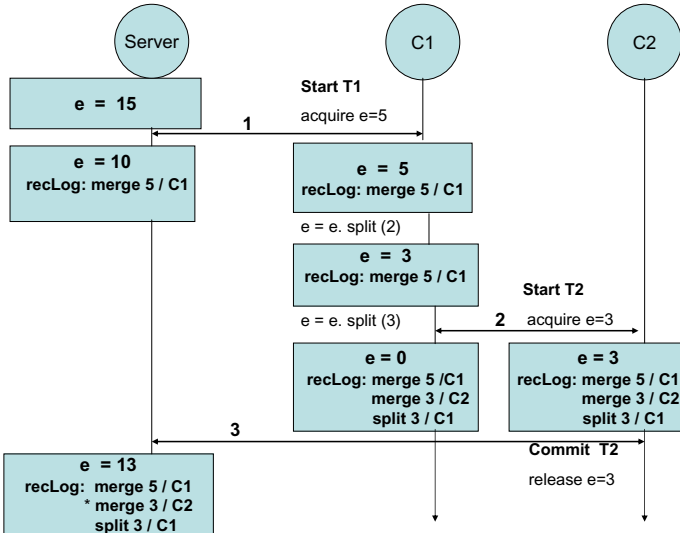 Server
C1
C2
e = 15
Start T1
acquire e=5
1
e = 10
recLog: merge 5 / C1
e = 5
recLog: merge 5 / C1
e = e. split (2)
e = 3
recLog: merge 5 / C1
Start T2
e = e. split (3)
2
acquire e=3
e = 0
recLog: merge 5 /C1
merge 3 / C2
split 3 / C1
e = 3
recLog: merge 5 / C1
merge 3 / C2
split 3 / C1
3
Commit T2
release e=3
e = 13
recLog: merge 5 / C1
* merge 3 / C2
split 3 / C1